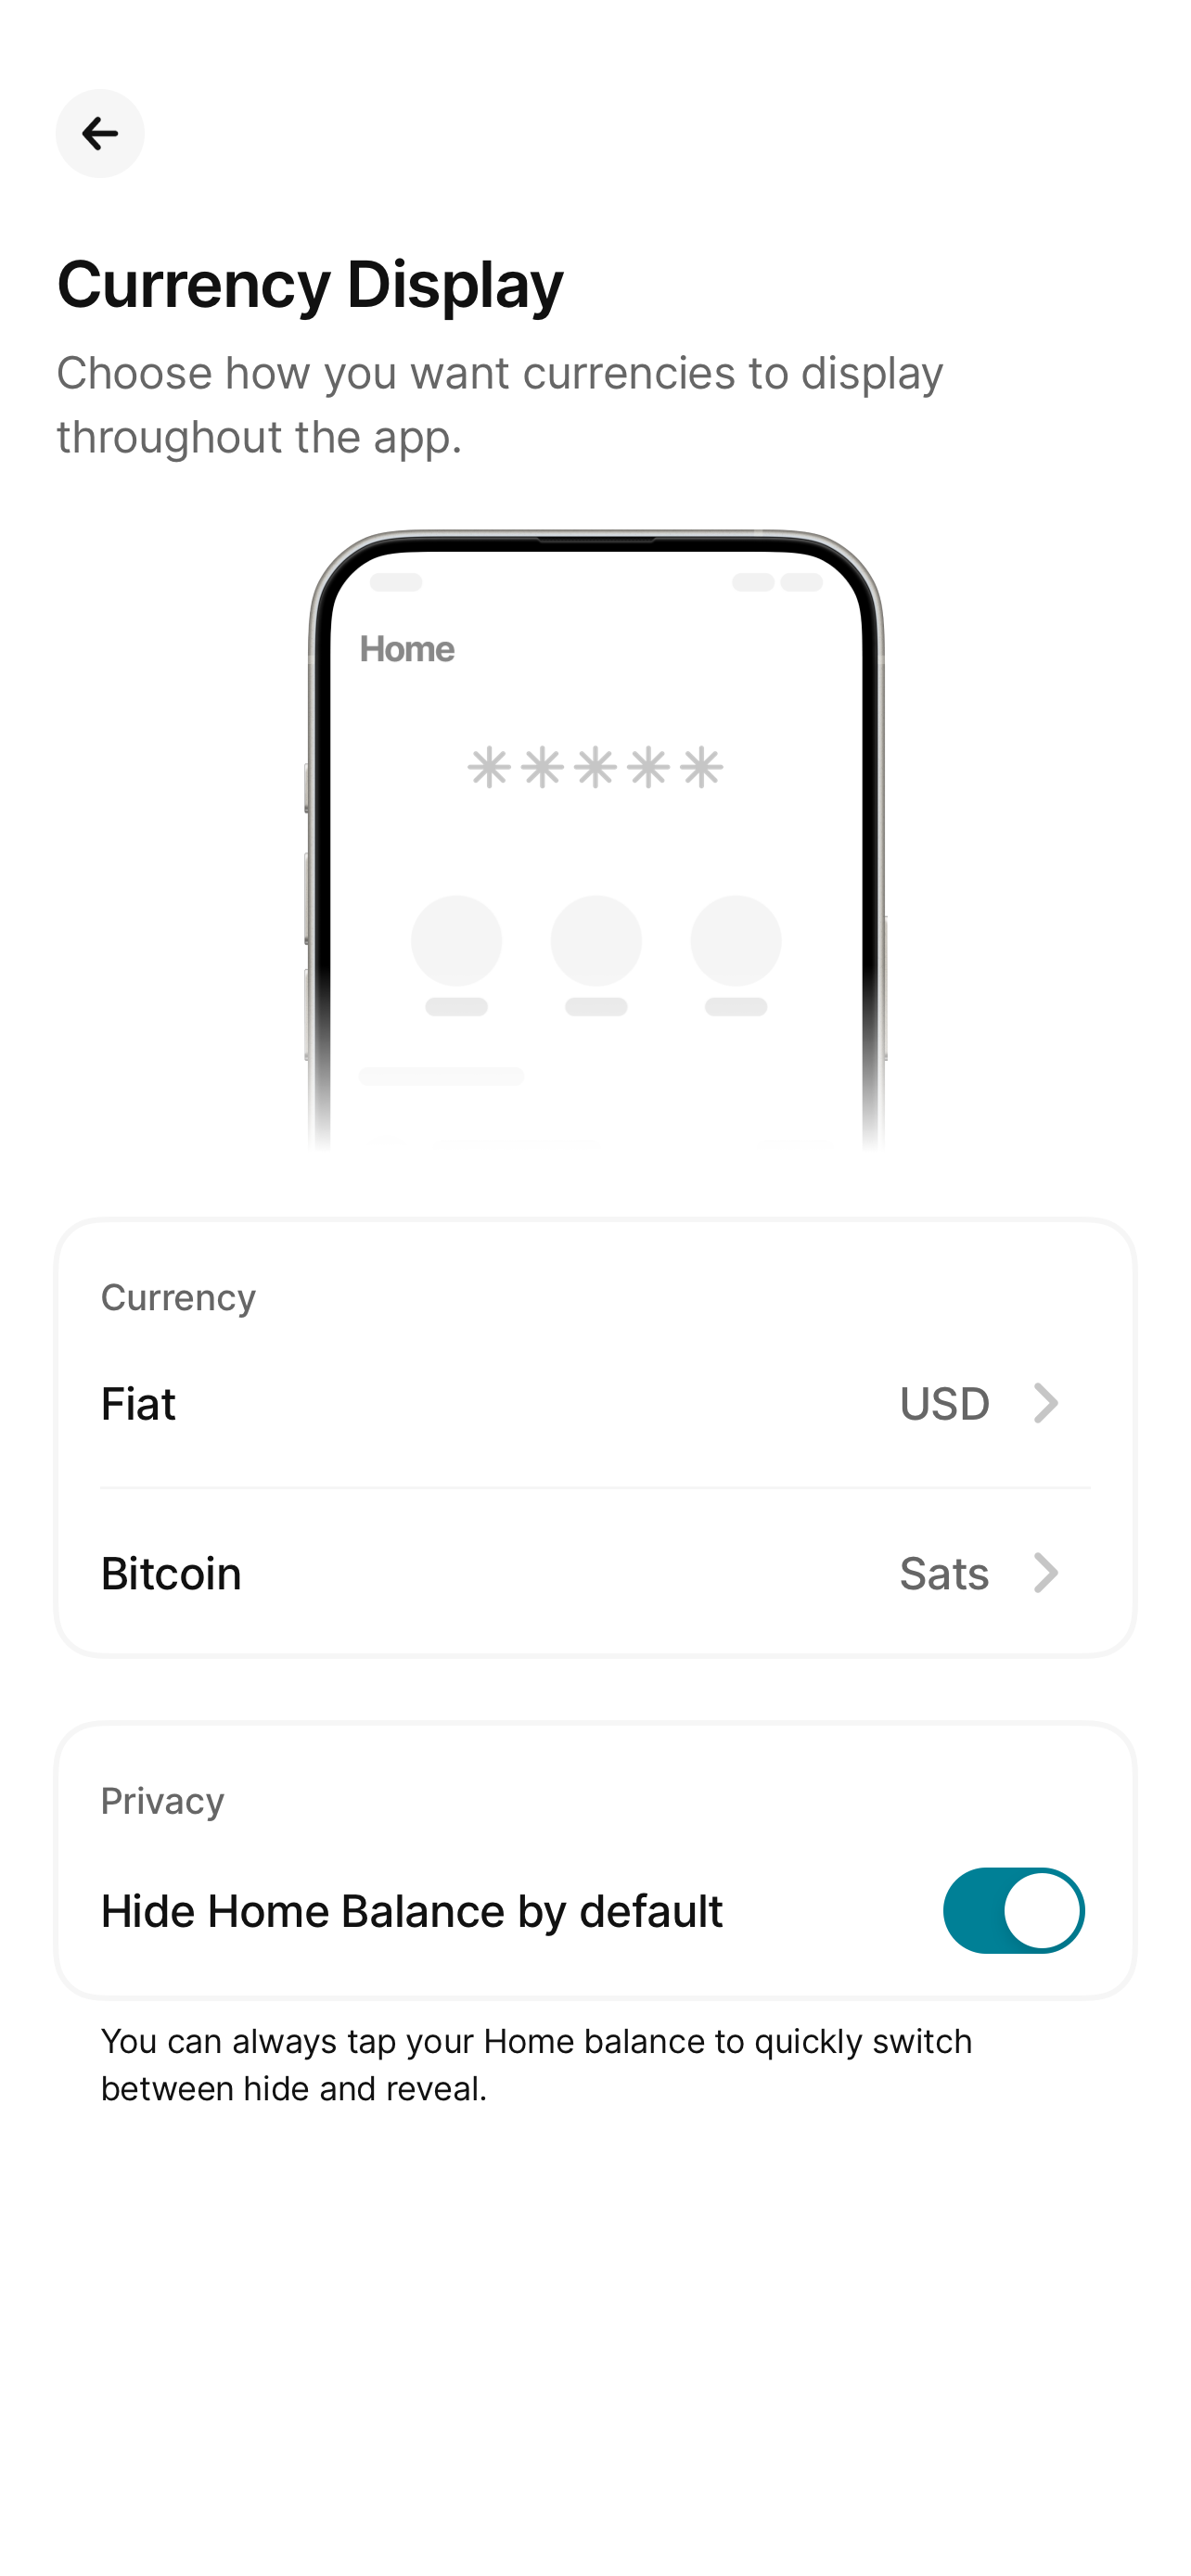 Currency Display
Choose how you want currencies to display
throughout the app.
Home
*****
Currency
Fiat USD
Bitcoin Sats
Privacy
Hide Home Balance by default
You can always tap your Home balance to quickly switch
between hide and reveal.